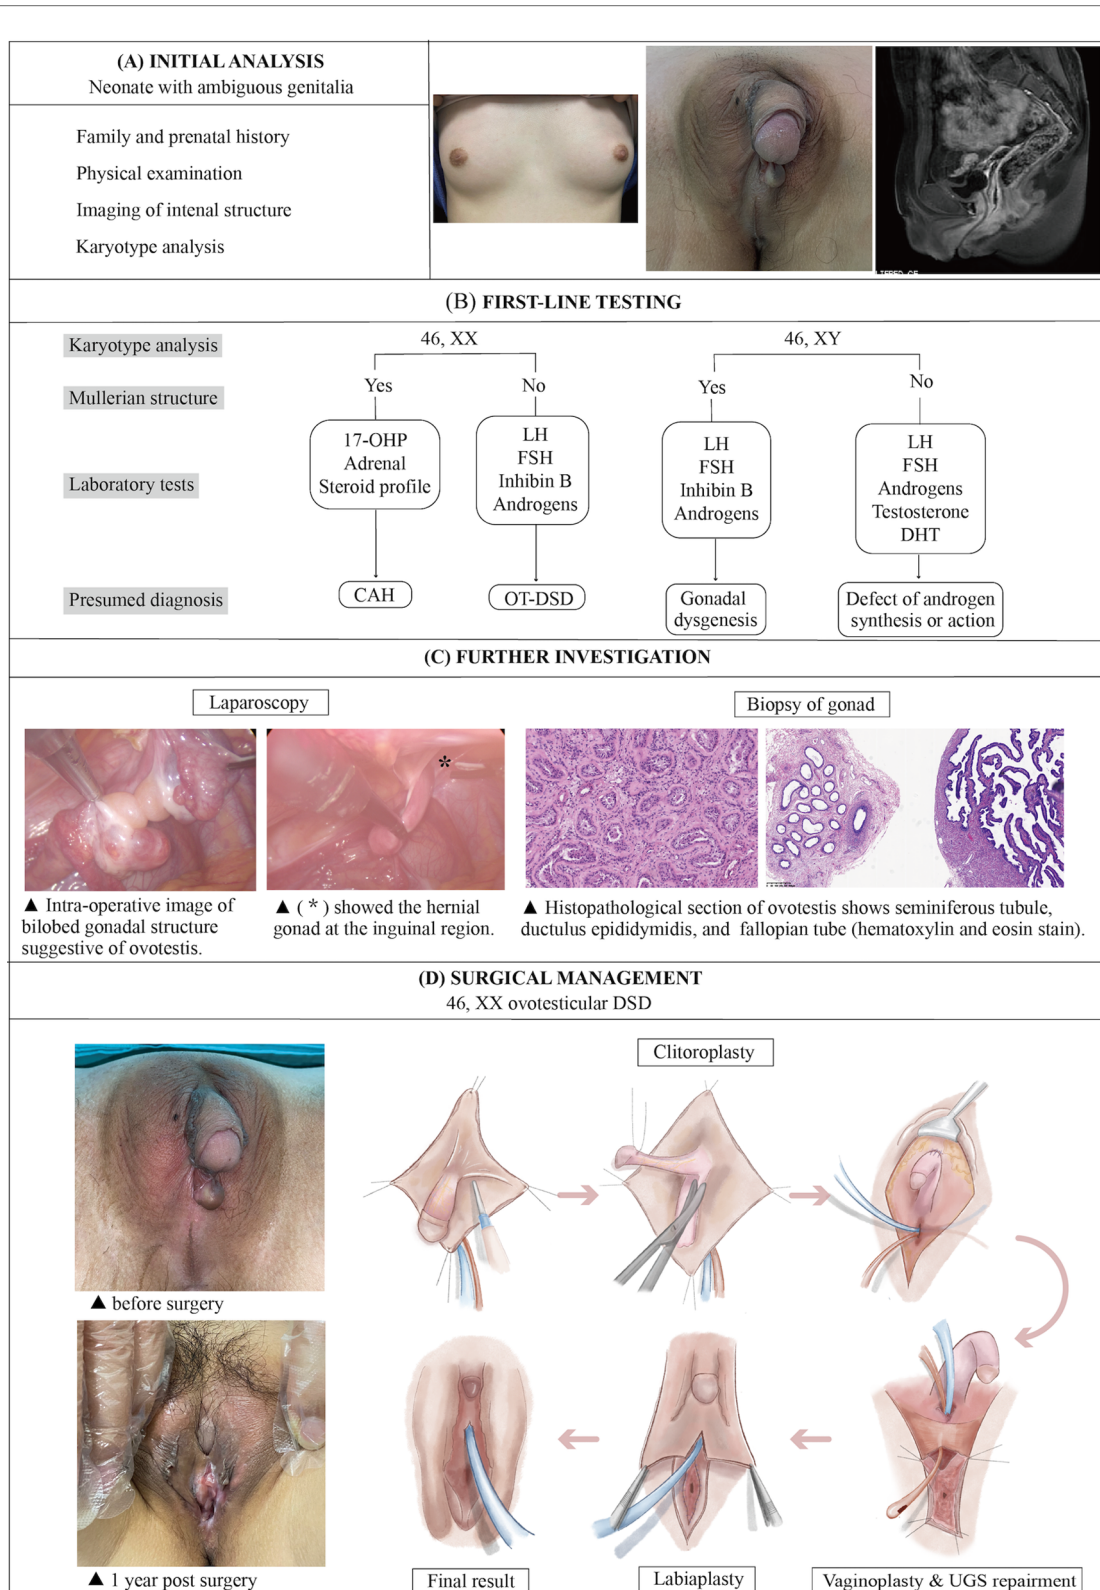 (A) INITIAL ANALYSIS
Neonate with ambiguous genitalia
Family and prenatal history
Physical examination
Imaging of intenal structure
Karyotype analysis
(B) FIRST-LINE TESTING
Karyotype analysis
46, XX
46, XY
Mullerian structure
Yes
No
Yes
No
Laboratory tests
17-OHP
Adrenal
Steroid profile
LH
FSH
Inhibin B
Androgens
LH
FSH
Inhibin B
Androgens
LH
FSH
Androgens
Testosterone
DHT
Presumed diagnosis
CAH
OT-DSD
Gonadal
dysgenesis
Defect of androgen
synthesis or action
(C) FURTHER INVESTIGATION
Laparoscopy
Biopsy of gonad
*
▲ Intra-operative image of
bilobed gonadal structure
suggestive of ovotestis.
▲ (*) showed the hernial
gonad at the inguinal region.
▲ Histopathological section of ovotestis shows seminiferous tubule,
ductulus epididymidis, and fallopian tube (hematoxylin and eosin stain).
(D) SURGICAL MANAGEMENT
46, XX ovotesticular DSD
Clitoroplasty
▲ before surgery
▲ 1 year post surgery
Final result
Labiaplasty
Vaginoplasty & UGS repairment